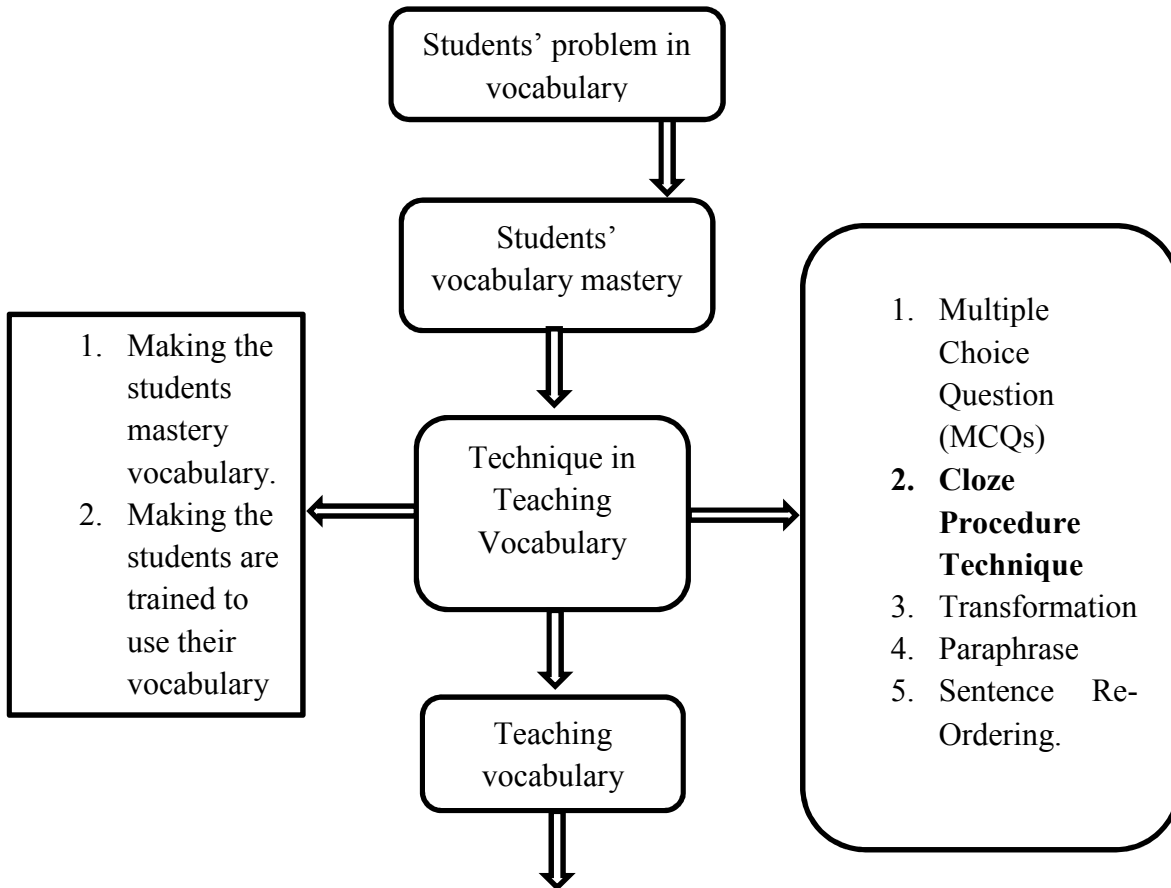 Students’ problem in
vocabulary
Students’
vocabulary mastery
1. Making the
students
mastery
vocabulary.
2. Making the
students are
trained to
use their
vocabulary
Technique in
Teaching
Vocabulary
1. Multiple
Choice
Question
(MCQs)
2. Cloze
Procedure
Technique
3. Transformation
4. Paraphrase
5. Sentence Re-
Ordering.
Teaching
vocabulary